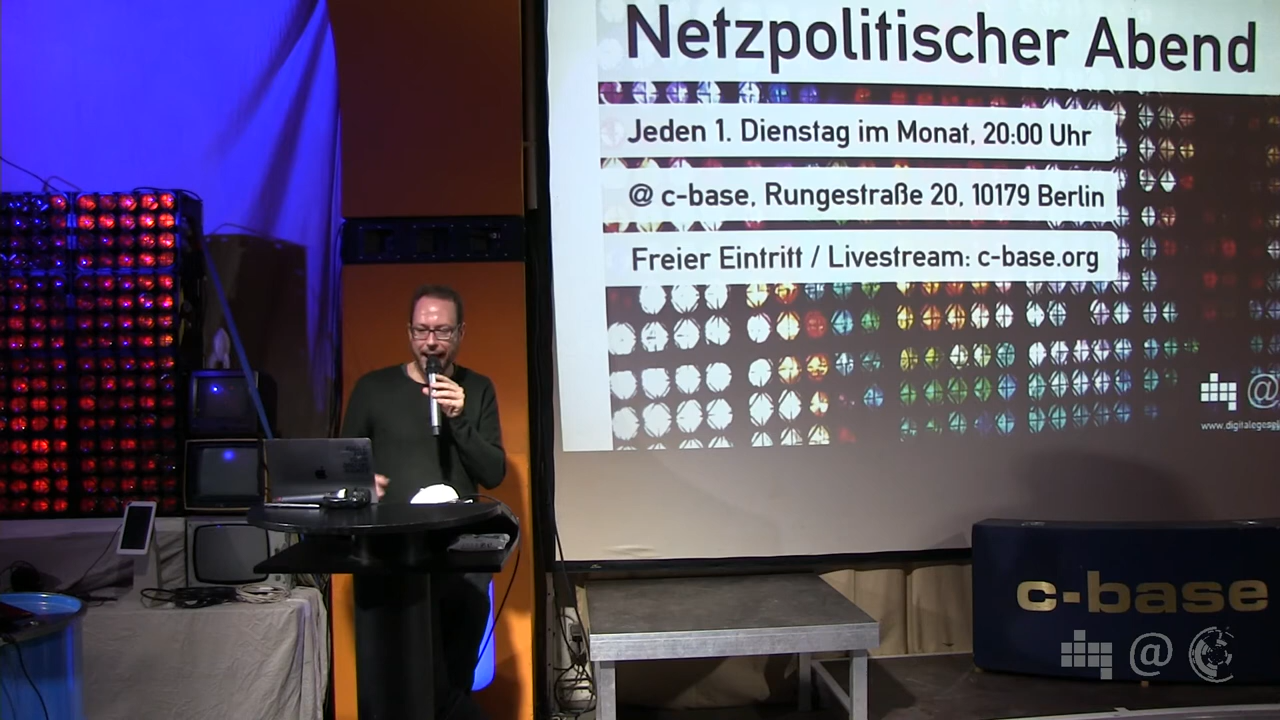 Netzpolitischer Abend
Jeden 1. Dienstag im Monat, 20:00 Uhr
@ c-base, Rungestraße 20, 10179 Berlin
Freier Eintritt / Livestream: c-base.org
@
c-base
@